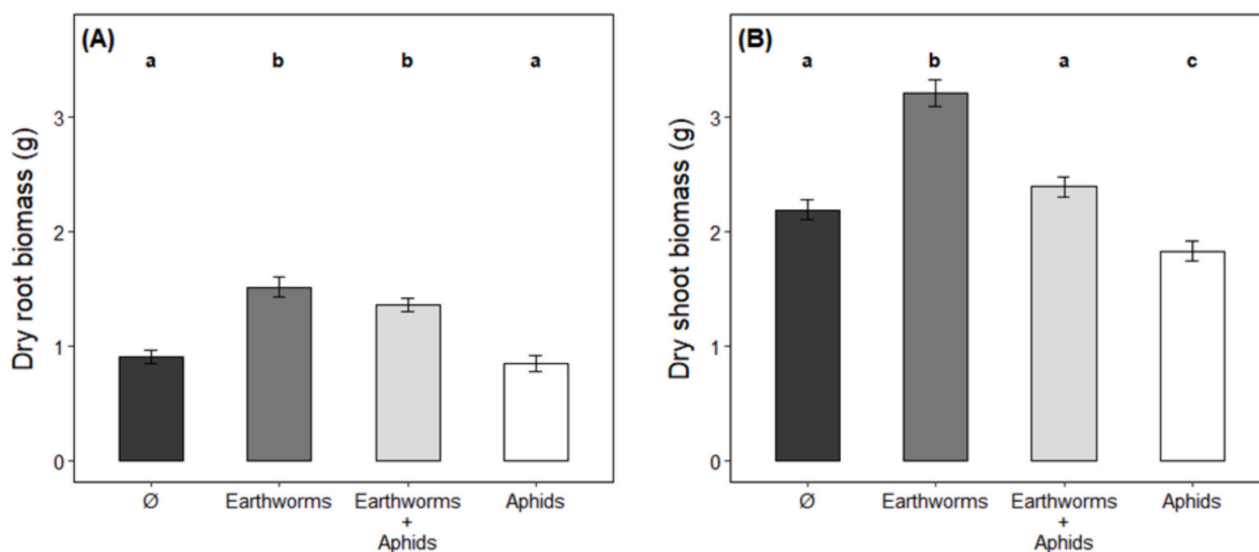 (A)
a b b a
Dry root biomass (g)
3
2
1
0
Ø Earthworms Earthworms Aphids
+
Aphids
(B)
a b a c
Dry shoot biomass (g)
3
2
1
0
Ø Earthworms Earthworms Aphids
+
Aphids